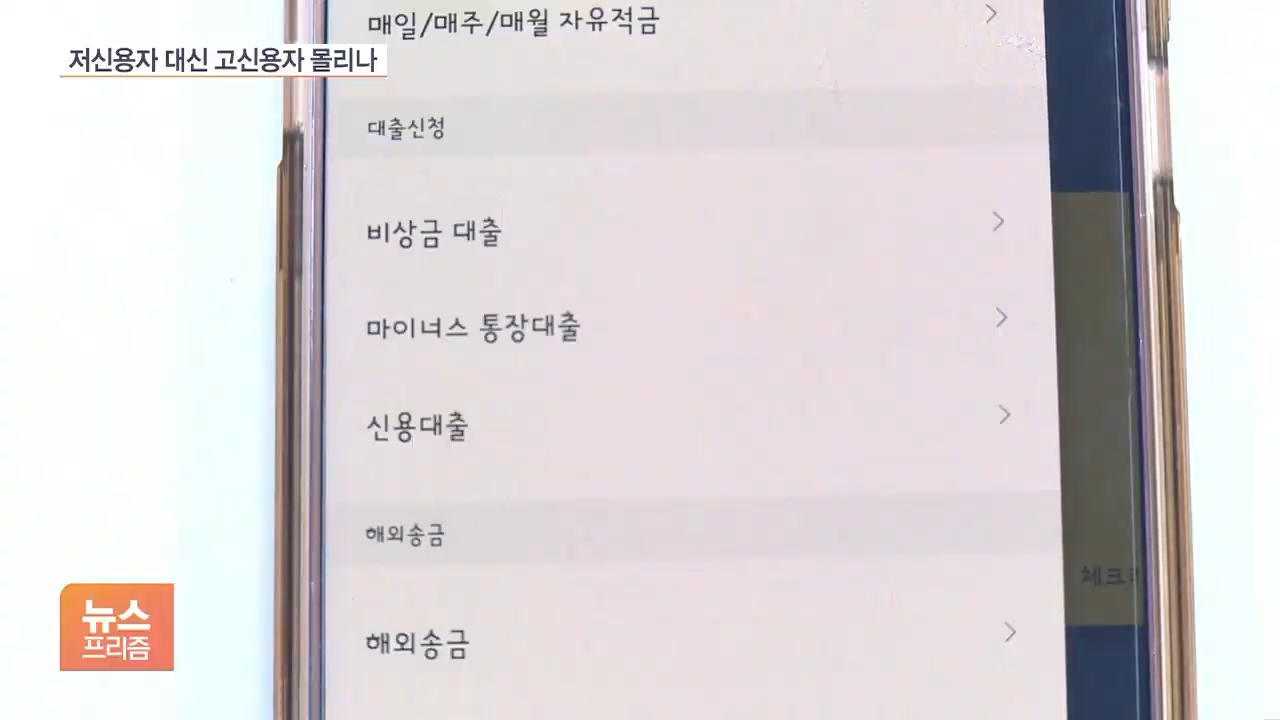 매일/매주/매월 자유적금
저신용자 대신 고신용자 몰리나
대출신청
비상금 대출
마이너스 통장대출
신용대출
해외송금
체크
해외송금
뉴스
프리즘